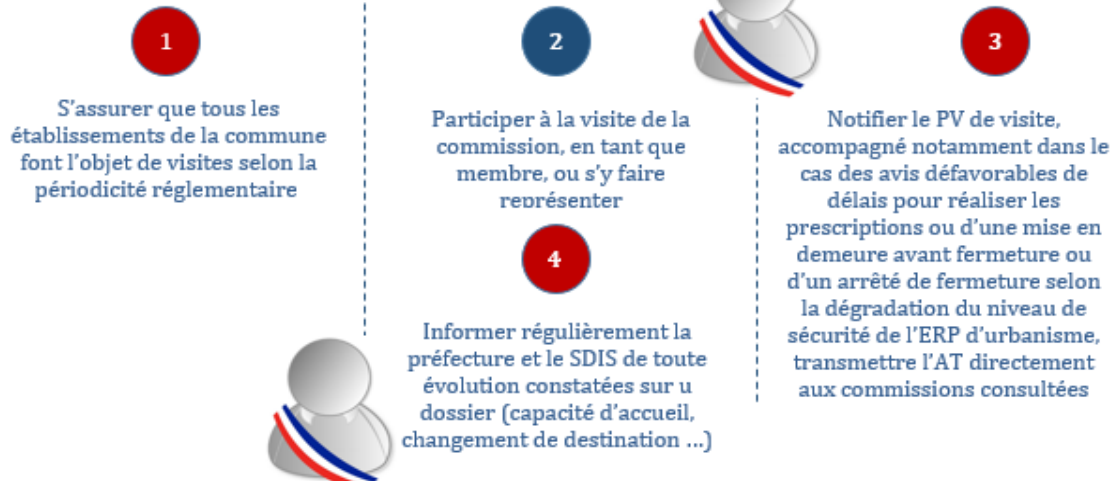 1
S'assurer que tous les
établissements de la commune
font l'objet de visites selon la
périodicité réglementaire
2
Participer à la visite de la
commission, en tant que
membre, ou s'y faire
représenter
3
Notifier le PV de visite,
accompagné notamment dans le
cas des avis défavorables de
délais pour réaliser les
prescriptions ou d'une mise en
demeure avant fermeture ou
d'un arrêté de fermeture selon
la dégradation du niveau de
sécurité de l'ERP d'urbanisme,
transmettre l'AT directement
aux commissions consultées
4
Informer régulièrement la
préfecture et le SDIS de toute
évolution constatées sur u
dossier (capacité d'accueil,
changement de destination ...)